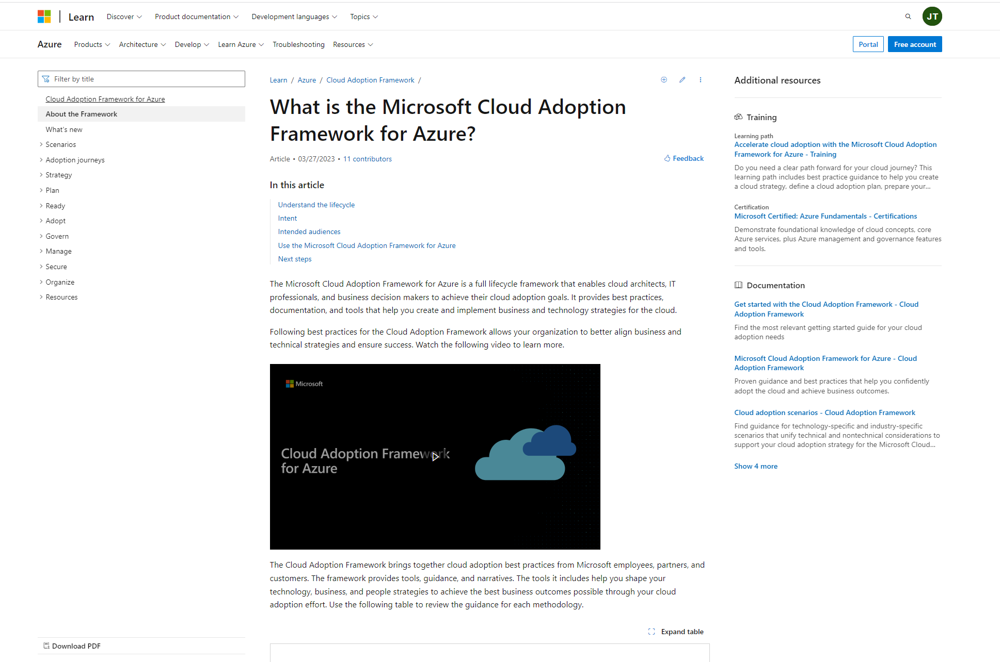 Learn Discover Product documentation Development languages Topics JT
Azure Products Architecture Develop Learn Azure Troubleshooting Resources Portal Free account
Filter by title
Cloud Adoption Framework for Azure
About the Framework
What's new
Scenarios
Adoption journeys
Strategy
Plan
Ready
Adopt
Govern
Manage
Secure
Organize
Resources
Download PDF
Learn / Azure / Cloud Adoption Framework /
What is the Microsoft Cloud Adoption
Framework for Azure?
Article • 03/27/2023 • 11 contributors
Feedback
In this article
Understand the lifecycle
Intent
Intended audiences
Use the Microsoft Cloud Adoption Framework for Azure
Next steps
The Microsoft Cloud Adoption Framework for Azure is a full lifecycle framework that enables cloud architects, IT
professionals, and business decision makers to achieve their cloud adoption goals. It provides best practices,
documentation, and tools that help you create and implement business and technology strategies for the cloud.
Following best practices for the Cloud Adoption Framework allows your organization to better align business and
technical strategies and ensure success. Watch the following video to learn more.
Microsoft
Cloud Adoption Framework
for Azure
The Cloud Adoption Framework brings together cloud adoption best practices from Microsoft employees, partners, and
customers. The framework provides tools, guidance, and narratives. The tools it includes help you shape your
technology, business, and people strategies to achieve the best business outcomes possible through your cloud
adoption effort. Use the following table to review the guidance for each methodology.
Expand table
Additional resources
Training
Learning path
Accelerate cloud adoption with the Microsoft Cloud Adoption
Framework for Azure - Training
Do you need a clear path forward for your cloud journey? This
learning path includes best practice guidance to help you create
a cloud strategy, define a cloud adoption plan, prepare your...
Certification
Microsoft Certified: Azure Fundamentals - Certifications
Demonstrate foundational knowledge of cloud concepts, core
Azure services, plus Azure management and governance features
and tools.
Documentation
Get started with the Cloud Adoption Framework - Cloud
Adoption Framework
Find the most relevant getting started guide for your cloud
adoption needs
Microsoft Cloud Adoption Framework for Azure - Cloud
Adoption Framework
Proven guidance and best practices that help you confidently
adopt the cloud and achieve business outcomes.
Cloud adoption scenarios - Cloud Adoption Framework
Find guidance for technology-specific and industry-specific
scenarios that unify technical and nontechnical considerations to
support your cloud adoption strategy for the Microsoft Cloud...
Show 4 more